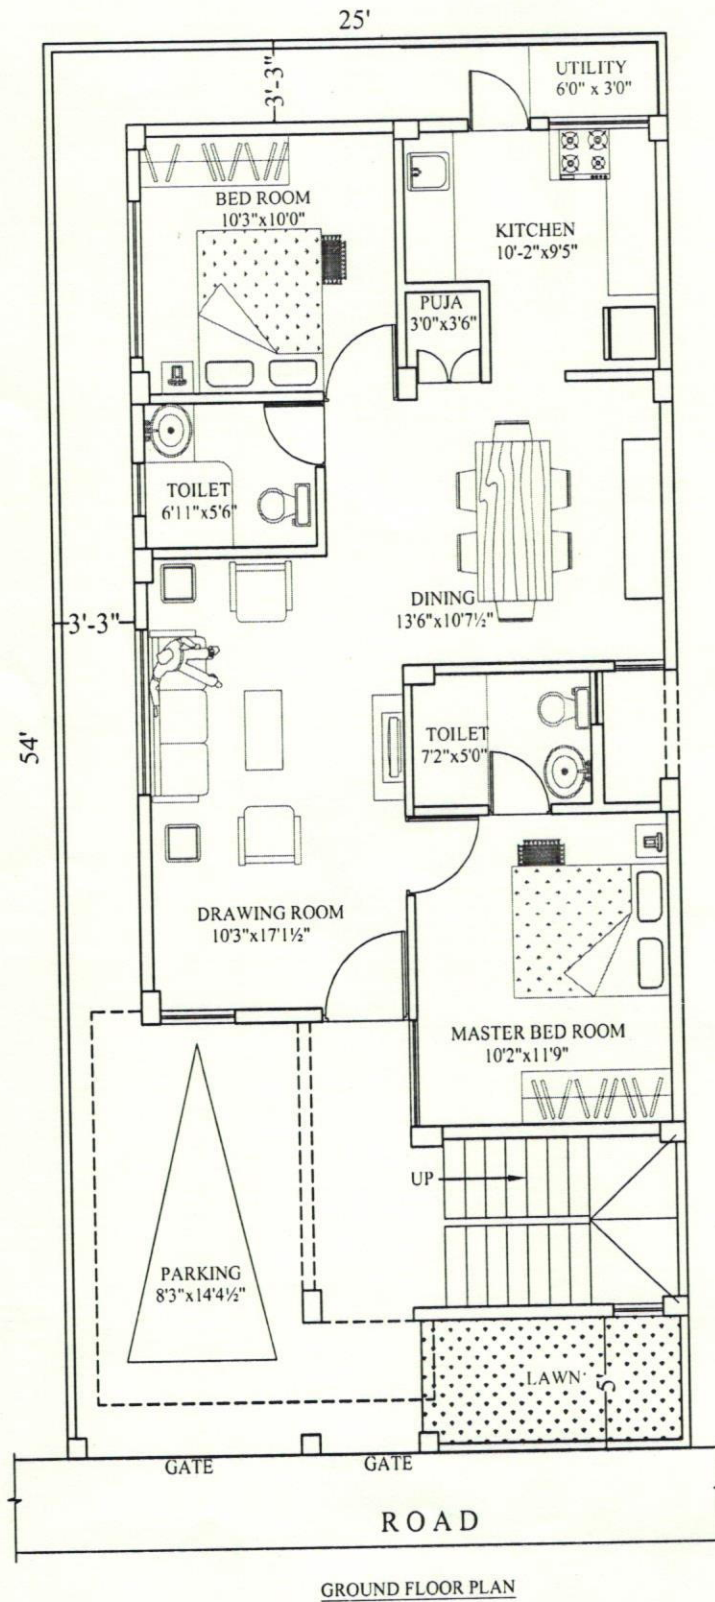 25'
3'-3"
UTILITY
6'0" x 3'0"
BED ROOM
10'3"x10'0"
KITCHEN
10'-2"x9'5"
PUJA
3'0"x3'6"
TOILET
6'11"x5'6"
DINING
13'6"x10'7½"
3'-3"
54'
TOILET
7'2"x5'0"
DRAWING ROOM
10'3"x17'1½"
MASTER BED ROOM
10'2"x11'9"
UP
PARKING
8'3"x14'4½"
LAWN
5'
GATE
GATE
ROAD
GROUND FLOOR PLAN